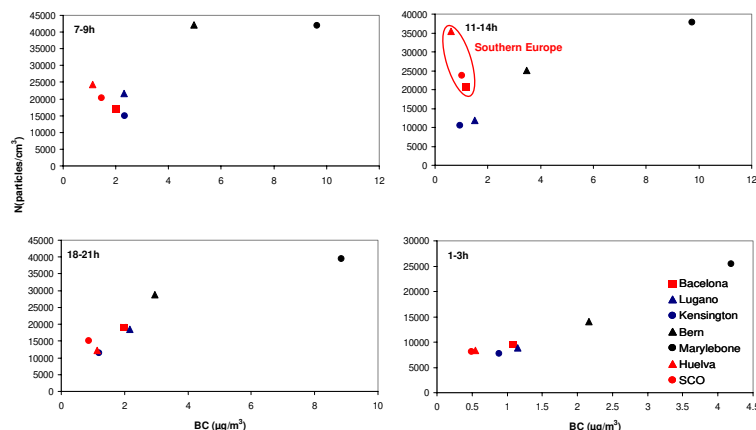 7-9h
N(particles/cm³)
45000
40000
35000
30000
25000
20000
15000
10000
5000
0
0 2 4 6 8 10 12
11-14h
Southern Europe
45000
40000
35000
30000
25000
20000
15000
10000
5000
0
0 2 4 6 8 10 12
18-21h
45000
40000
35000
30000
25000
20000
15000
10000
5000
0
0 2 4 6 8 10
BC (µg/m³)
1-3h
30000
25000
20000
15000
10000
5000
0
0 0.5 1 1.5 2 2.5 3 3.5 4 4.5
BC (µg/m³)
Bacelona
Lugano
Kensington
Bern
Marylebone
Huelva
SCO